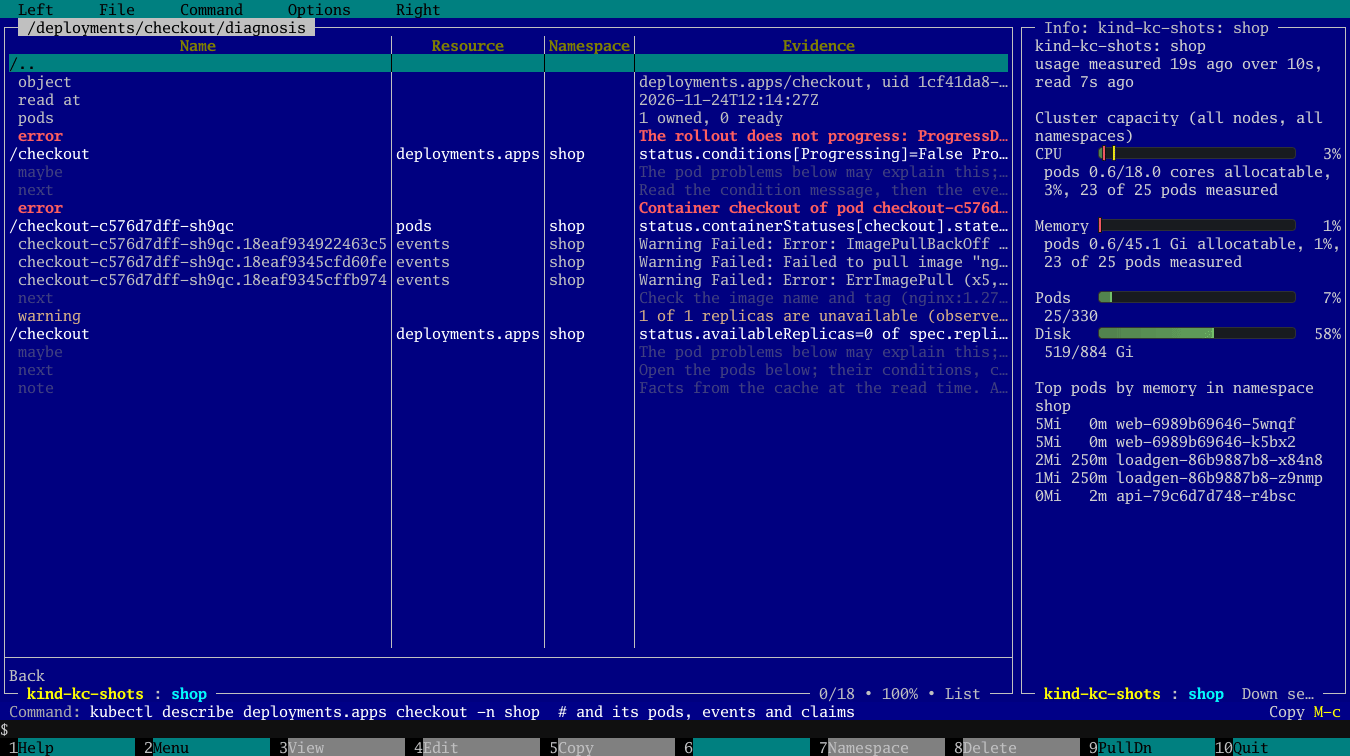 Left File Command Options Right
/deployments/checkout/diagnosis
Name Resource Namespace Evidence
/..
object deployments.apps/checkout, uid 1cf41da8-…
read at 2026-11-24T12:14:27Z
pods 1 owned, 0 ready
error The rollout does not progress: ProgressD…
/checkout deployments.apps shop status.conditions[Progressing]=False Pro…
maybe The pod problems below may explain this;…
next Read the condition message, then the eve…
error Container checkout of pod checkout-c576d…
/checkout-c576d7dff-sh9qc pods shop status.containerStatuses[checkout].state…
checkout-c576d7dff-sh9qc.18eaf934922463c5 events shop Warning Failed: Error: ImagePullBackOff …
checkout-c576d7dff-sh9qc.18eaf9345cfd60fe events shop Warning Failed: Failed to pull image "ng…
checkout-c576d7dff-sh9qc.18eaf9345cffb974 events shop Warning Failed: Error: ErrImagePull (x5,…
next Check the image name and tag (nginx:1.27…
warning 1 of 1 replicas are unavailable (observe…
/checkout deployments.apps shop status.availableReplicas=0 of spec.repli…
maybe The pod problems below may explain this;…
next Open the pods below; their conditions, c…
note Facts from the cache at the read time. A…
Back
kind-kc-shots : shop 0/18 • 100% • List
Info: kind-kc-shots: shop
kind-kc-shots: shop
usage measured 19s ago over 10s,
read 7s ago
Cluster capacity (all nodes, all
namespaces)
CPU 3%
pods 0.6/18.0 cores allocatable,
3%, 23 of 25 pods measured
Memory 1%
pods 0.6/45.1 Gi allocatable, 1%,
23 of 25 pods measured
Pods 7%
25/330
Disk 58%
519/884 Gi
Top pods by memory in namespace
shop
5Mi 0m web-6989b69646-5wnqf
5Mi 0m web-6989b69646-k5bx2
2Mi 250m loadgen-86b9887b8-x84n8
1Mi 250m loadgen-86b9887b8-z9nmp
0Mi 2m api-79c6d7d748-r4bsc
kind-kc-shots : shop Down se…
Command: kubectl describe deployments.apps checkout -n shop # and its pods, events and claims
Copy M-c
$
1Help 2Menu 3View 4Edit 5Copy 6 7Namespace 8Delete 9PullDn 10Quit